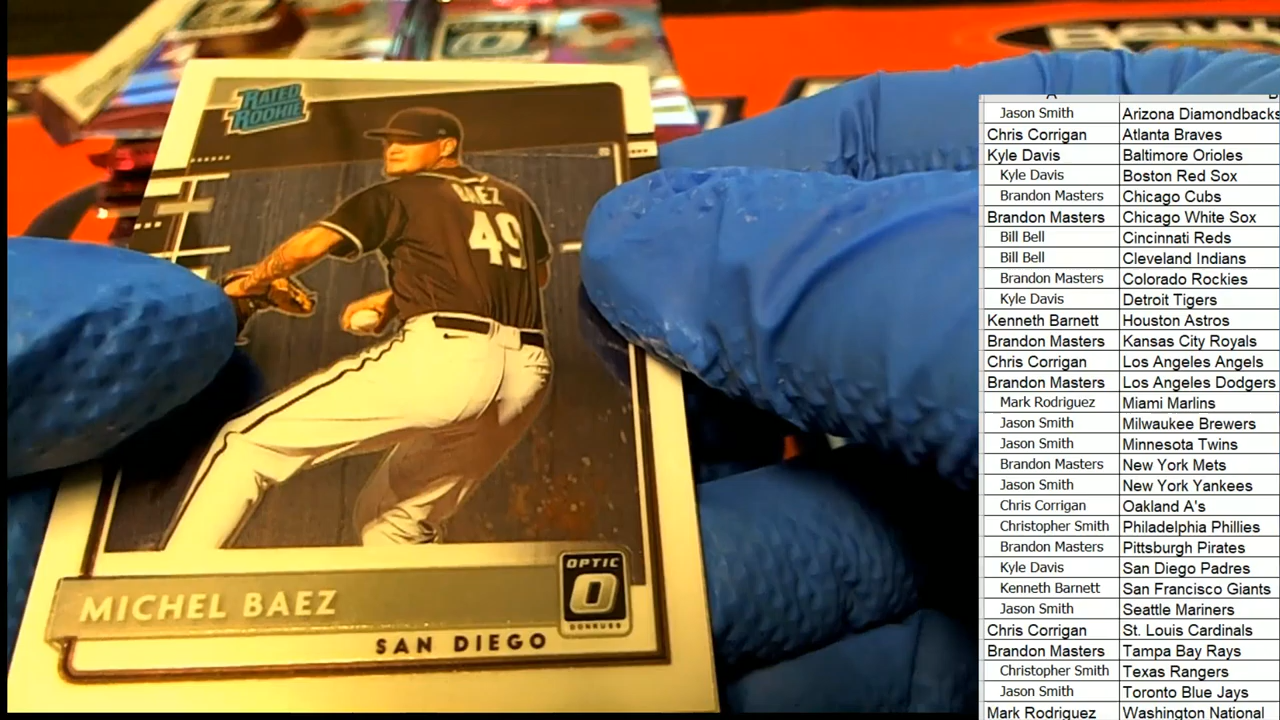 RATED
ROOKIE
BAEZ
49
OPTIC
O
DONRUSS
MICHEL BAEZ
SAN DIEGO
Jason Smith Arizona Diamondbacks
Chris Corrigan Atlanta Braves
Kyle Davis Baltimore Orioles
Kyle Davis Boston Red Sox
Brandon Masters Chicago Cubs
Brandon Masters Chicago White Sox
Bill Bell Cincinnati Reds
Bill Bell Cleveland Indians
Brandon Masters Colorado Rockies
Kyle Davis Detroit Tigers
Kenneth Barnett Houston Astros
Brandon Masters Kansas City Royals
Chris Corrigan Los Angeles Angels
Brandon Masters Los Angeles Dodgers
Mark Rodriguez Miami Marlins
Jason Smith Milwaukee Brewers
Jason Smith Minnesota Twins
Brandon Masters New York Mets
Jason Smith New York Yankees
Chris Corrigan Oakland A's
Christopher Smith Philadelphia Phillies
Brandon Masters Pittsburgh Pirates
Kyle Davis San Diego Padres
Kenneth Barnett San Francisco Giants
Jason Smith Seattle Mariners
Chris Corrigan St. Louis Cardinals
Brandon Masters Tampa Bay Rays
Christopher Smith Texas Rangers
Jason Smith Toronto Blue Jays
Mark Rodriguez Washington National